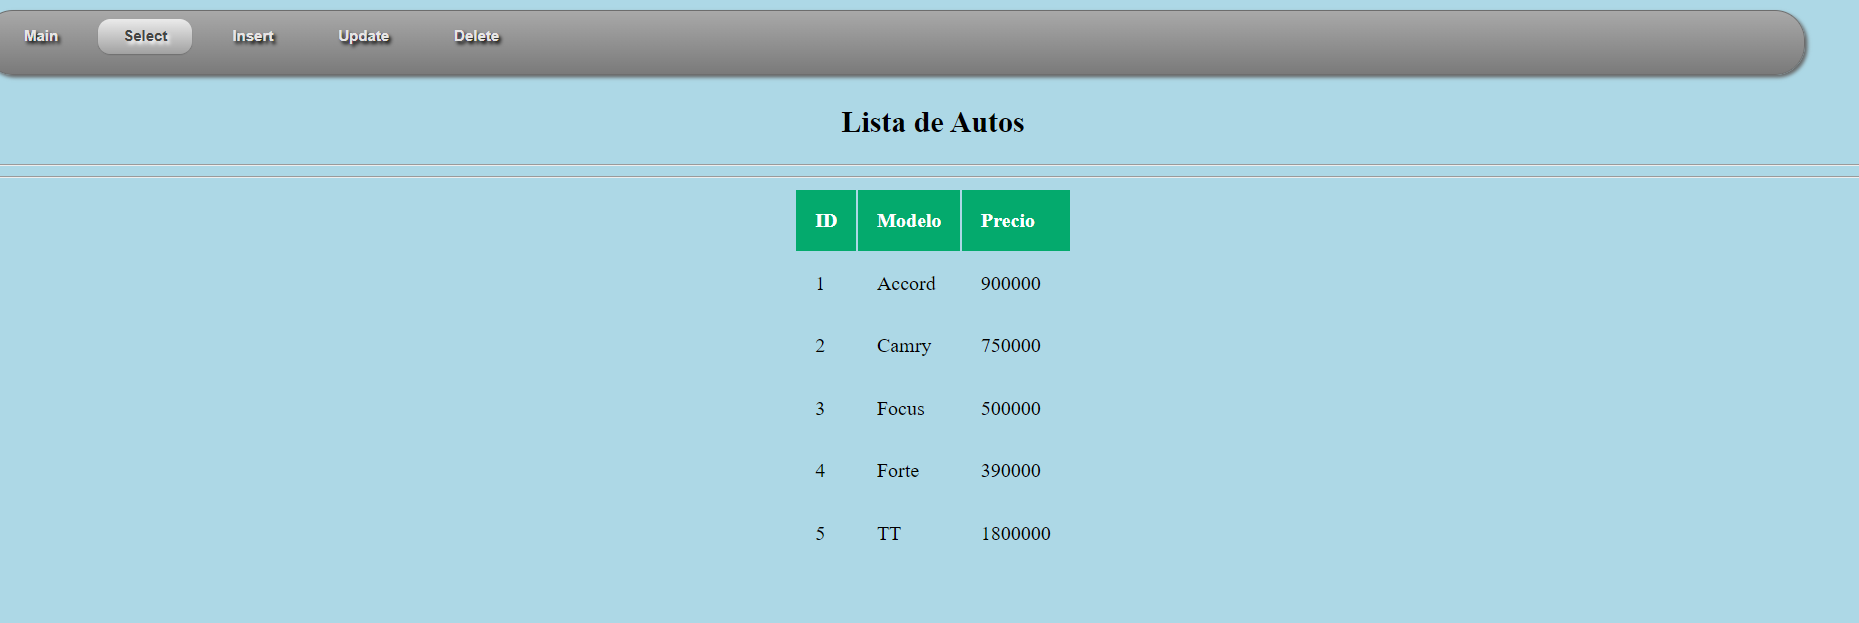 Main Select Insert Update Delete
Lista de Autos
ID Modelo Precio
1 Accord 900000
2 Camry 750000
3 Focus 500000
4 Forte 390000
5 TT 1800000